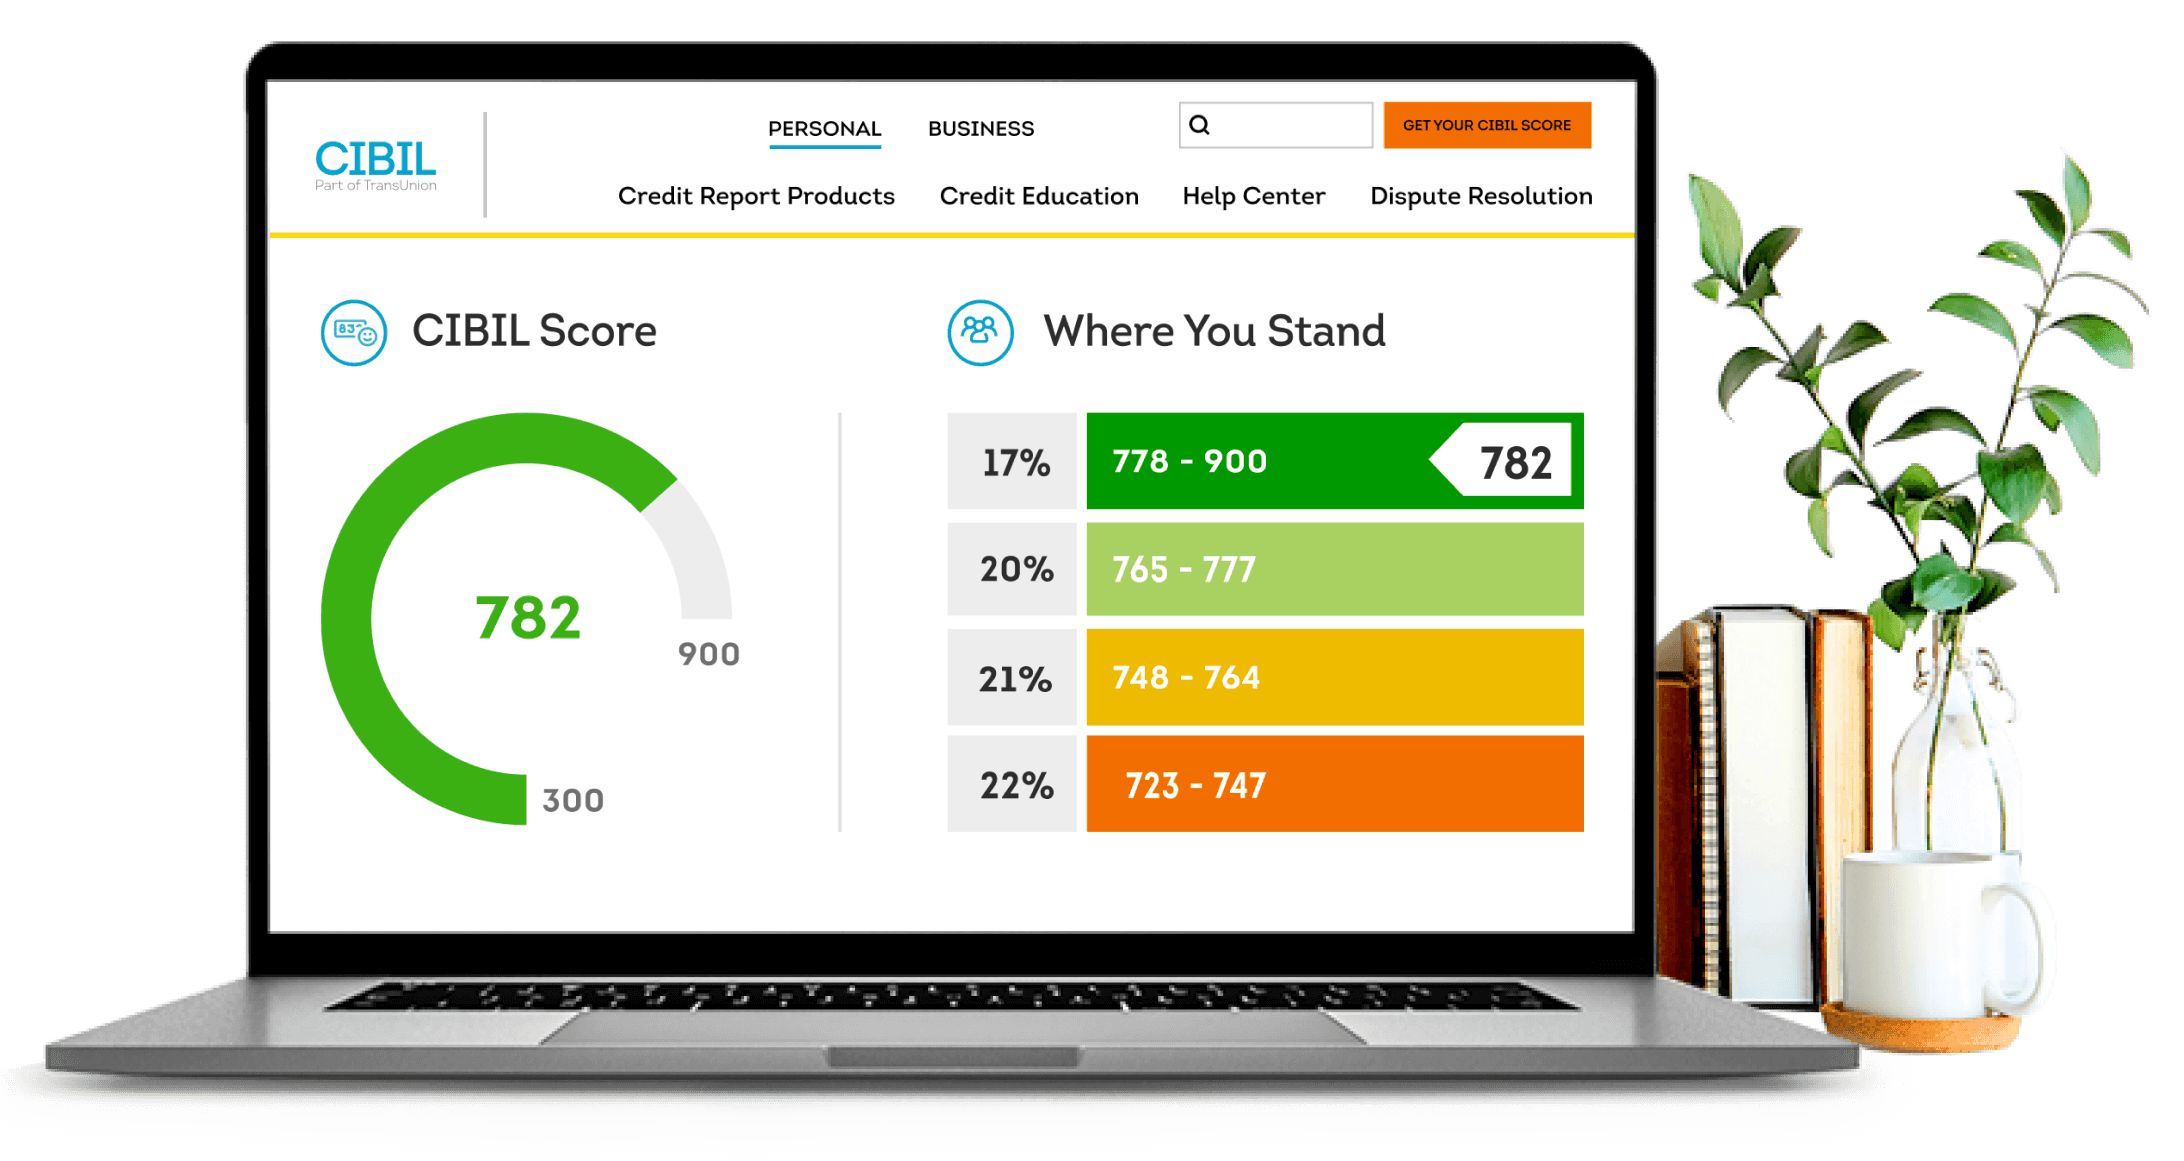 PERSONAL BUSINESS GET YOUR CIBIL SCORE
CIBIL
Part of TransUnion
Credit Report Products Credit Education Help Center Dispute Resolution
CIBIL Score
Where You Stand
782
900
300
17% 778 - 900 782
20% 765 - 777
21% 748 - 764
22% 723 - 747